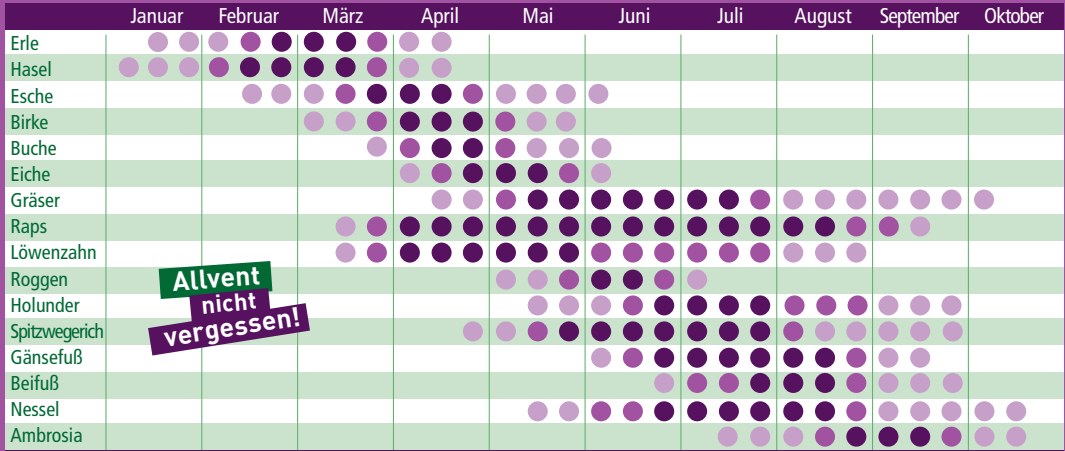 Januar Februar März April Mai Juni Juli August September Oktober
Erle
Hasel
Esche
Birke
Buche
Eiche
Gräser
Raps
Löwenzahn
Roggen
Holunder
Spitzwegerich
Gänsefuß
Beifuß
Nessel
Ambrosia
Allvent
nicht
vergessen!